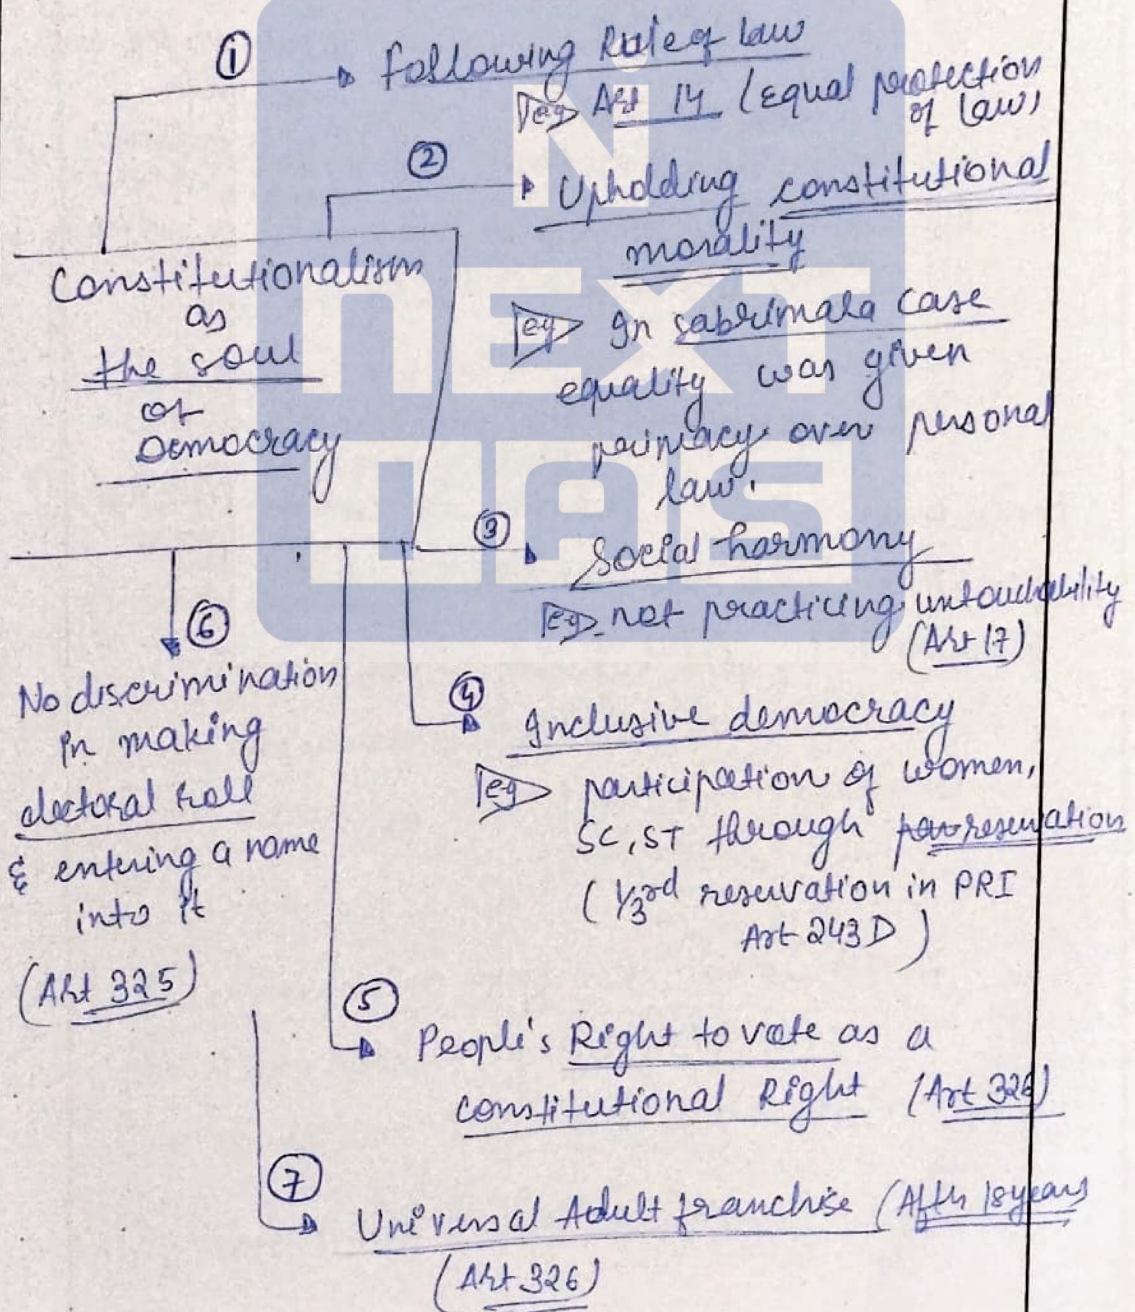 ① Following Rule of law
eg Art 14 (equal protection
of law)
② Upholding constitutional
morality
eg In sabrimala case
equality was given
primacy over personal
law.
Constitutionalism
as
the soul
of
Democracy
③ Social harmony
eg not practicing untouchability
(Art 17)
④ Inclusive democracy
eg participation of women,
SC, ST through reservation
(1/3rd reservation in PRI
Art 243D)
⑤ People's Right to vote as a
constitutional Right (Art 326)
⑥ No discrimination
in making
electoral roll
& entering a name
into it
(Art 325)
⑦ Universal Adult franchise (After 18 years
(Art 326)
NEXT
IAS